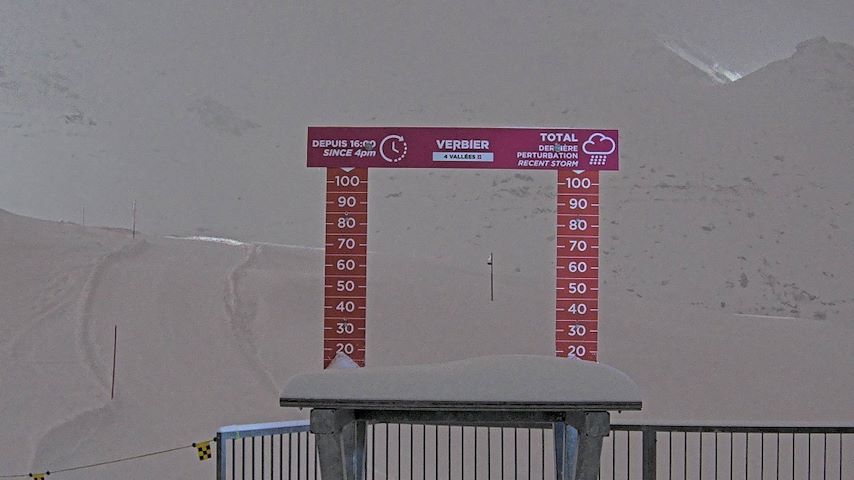 DEPUIS 16:00
SINCE 4pm
VERBIER
4 VALLÉES
TOTAL
DERNIÈRE
PERTURBATION
RECENT STORM
100
90
80
70
60
50
40
30
20
100
90
80
70
60
50
40
30
20